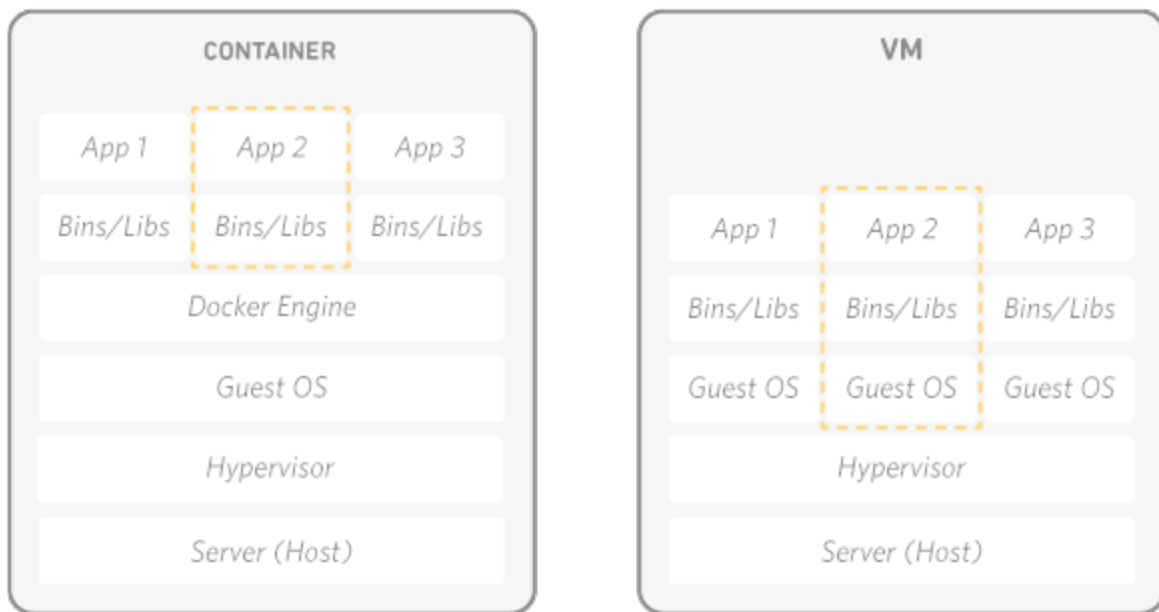 CONTAINER
App 1 App 2 App 3
Bins/Libs Bins/Libs Bins/Libs
Docker Engine
Guest OS
Hypervisor
Server (Host)
VM
App 1 App 2 App 3
Bins/Libs Bins/Libs Bins/Libs
Guest OS Guest OS Guest OS
Hypervisor
Server (Host)